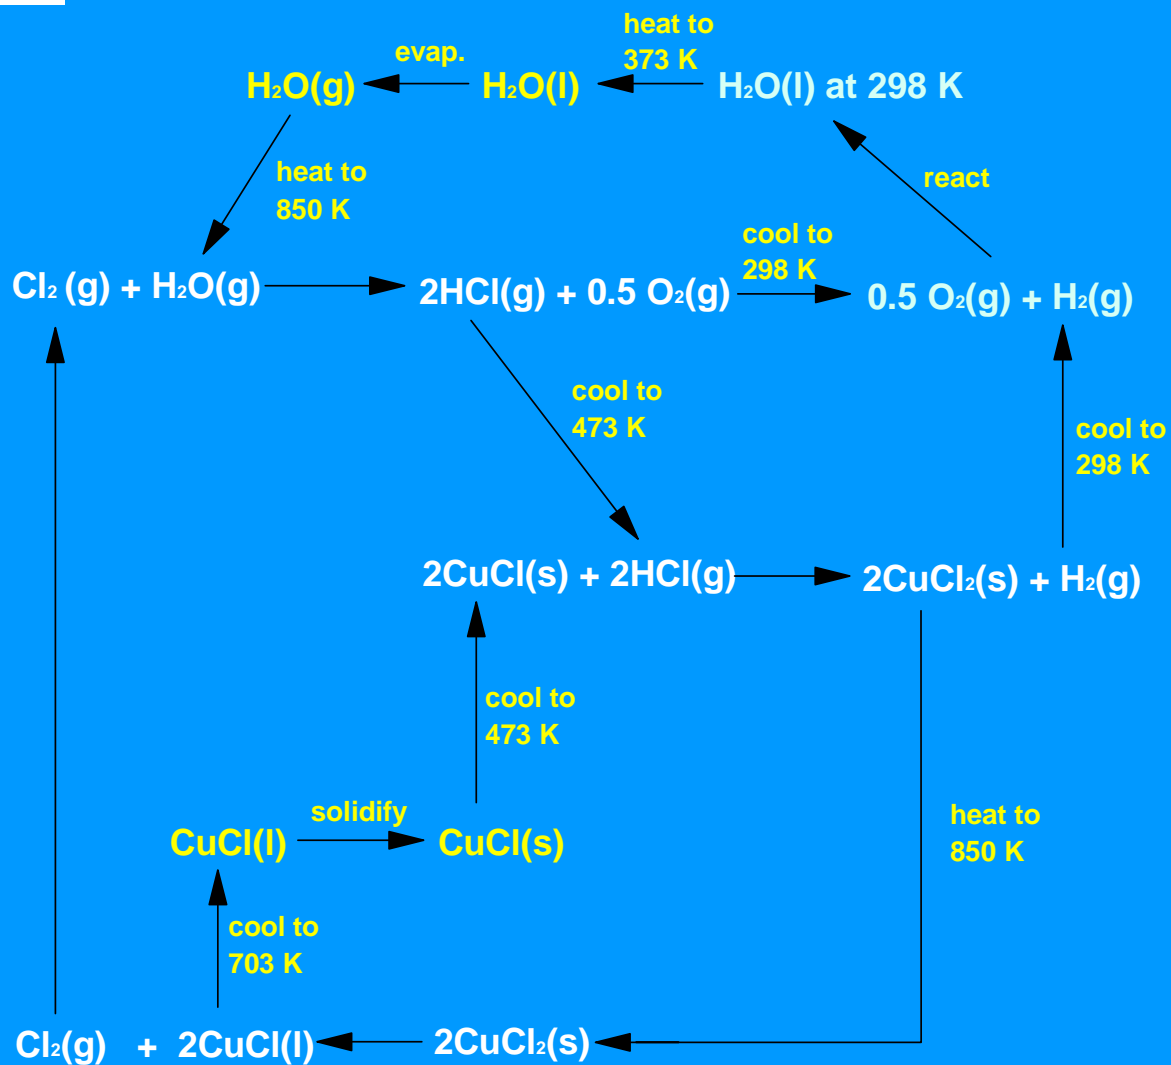 heat to
373 K
evap.
H₂O(g)
H₂O(l)
H₂O(l) at 298 K
heat to
850 K
react
cool to
298 K
Cl₂ (g) + H₂O(g)
2HCl(g) + 0.5 O₂(g)
0.5 O₂(g) + H₂(g)
cool to
473 K
cool to
298 K
2CuCl(s) + 2HCl(g)
2CuCl₂(s) + H₂(g)
cool to
473 K
solidify
CuCl(l)
CuCl(s)
heat to
850 K
cool to
703 K
Cl₂(g) + 2CuCl(l)
2CuCl₂(s)